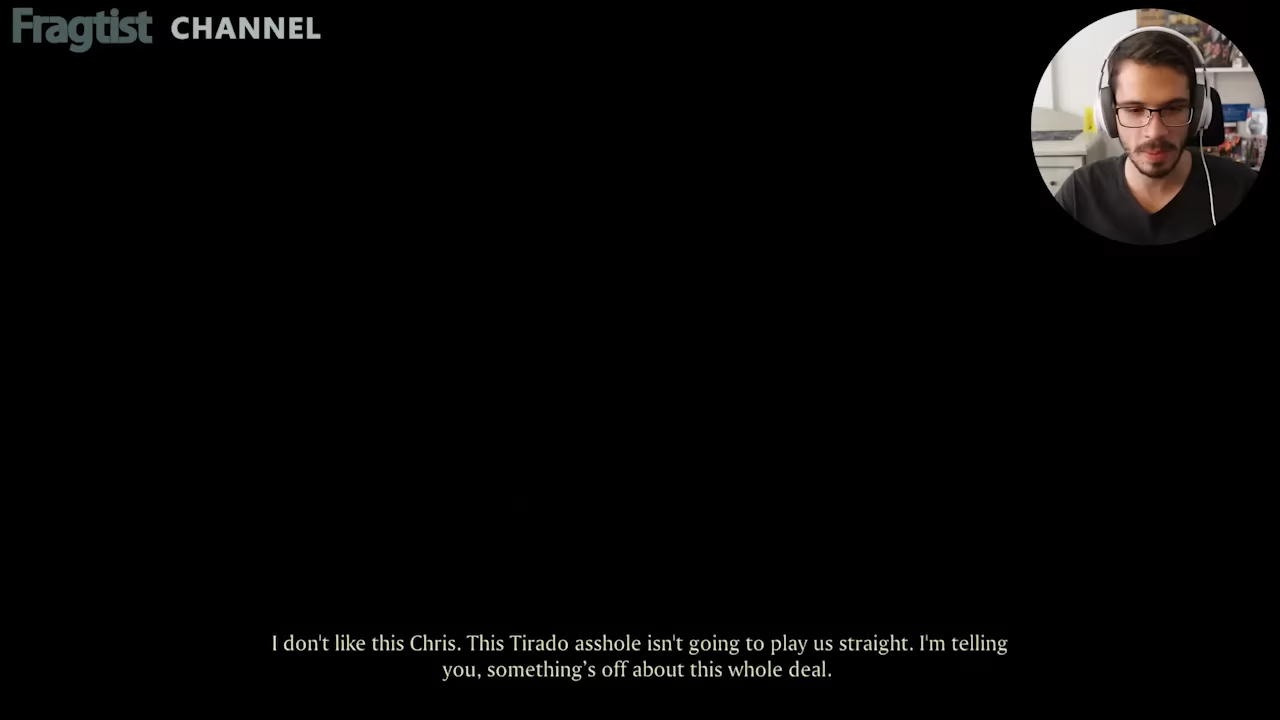 Fragtist CHANNEL
I don't like this Chris. This Tirado asshole isn't going to play us straight. I'm telling
you, something’s off about this whole deal.